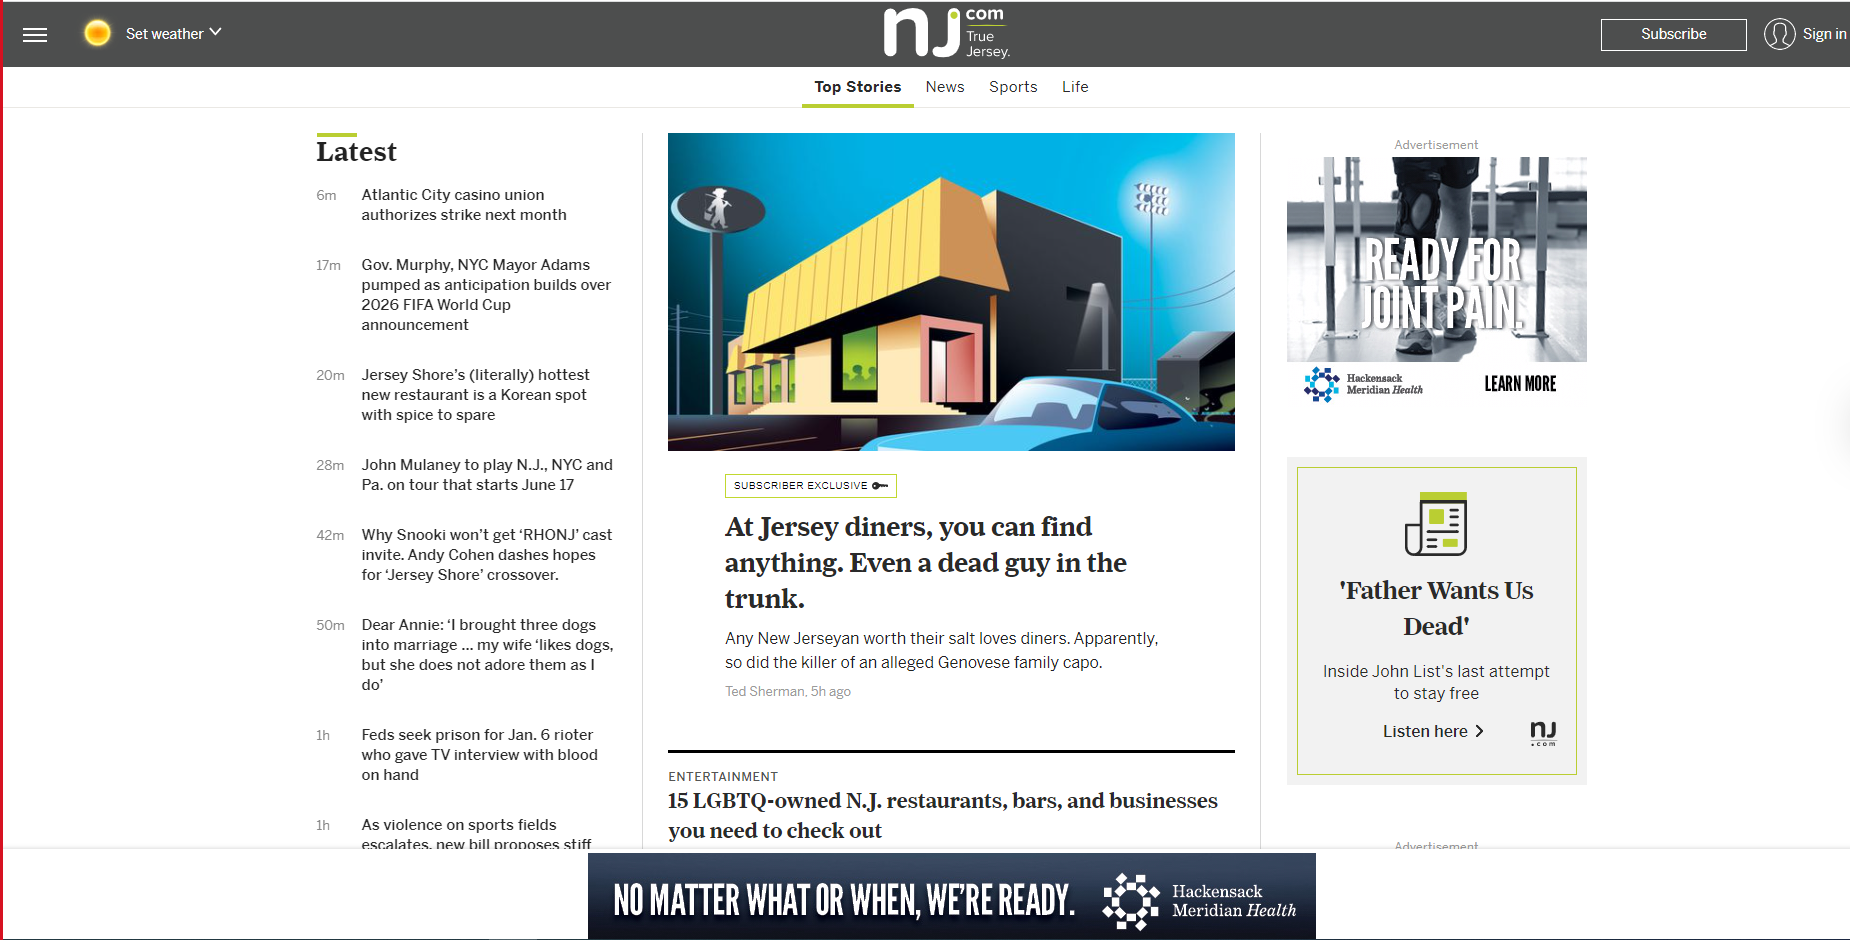 Set weather
nj
com
True
Jersey.
Subscribe
Sign in
Top Stories
News
Sports
Life
Latest
6m
Atlantic City casino union
authorizes strike next month
17m
Gov. Murphy, NYC Mayor Adams
pumped as anticipation builds over
2026 FIFA World Cup
announcement
20m
Jersey Shore’s (literally) hottest
new restaurant is a Korean spot
with spice to spare
28m
John Mulaney to play N.J., NYC and
Pa. on tour that starts June 17
42m
Why Snooki won’t get ‘RHONJ’ cast
invite. Andy Cohen dashes hopes
for ‘Jersey Shore’ crossover.
50m
Dear Annie: ‘I brought three dogs
into marriage ... my wife ‘likes dogs,
but she does not adore them as I
do’
1h
Feds seek prison for Jan. 6 rioter
who gave TV interview with blood
on hand
1h
As violence on sports fields
escalates, new bill proposes stiff
SUBSCRIBER EXCLUSIVE
At Jersey diners, you can find
anything. Even a dead guy in the
trunk.
Any New Jerseyan worth their salt loves diners. Apparently,
so did the killer of an alleged Genovese family capo.
Ted Sherman, 5h ago
ENTERTAINMENT
15 LGBTQ-owned N.J. restaurants, bars, and businesses
you need to check out
Advertisement
READY FOR
JOINT PAIN.
Hackensack
Meridian Health
LEARN MORE
'Father Wants Us
Dead'
Inside John List's last attempt
to stay free
Listen here
nj
.com
Advertisement
NO MATTER WHAT OR WHEN, WE’RE READY.
Hackensack
Meridian Health